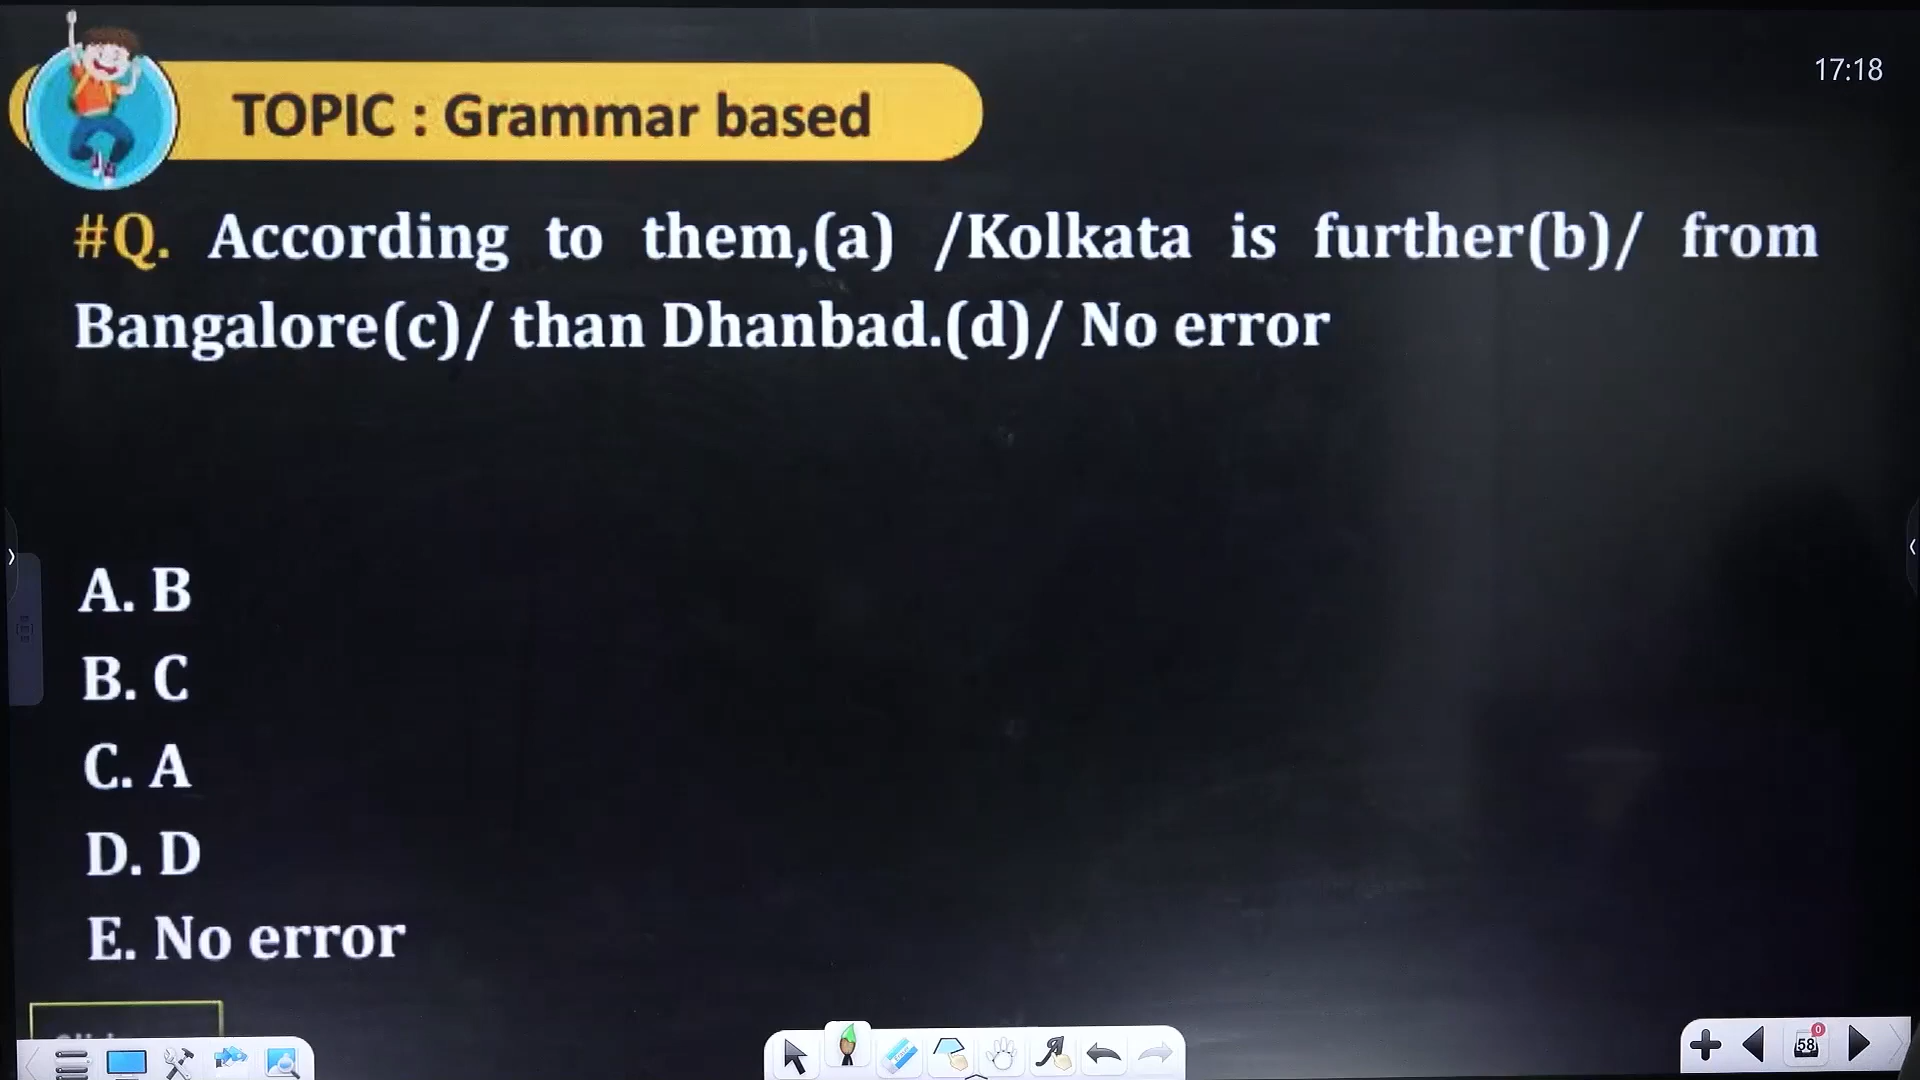 17:18
TOPIC : Grammar based
#Q. According to them,(a) /Kolkata is further(b)/ from
Bangalore(c)/ than Dhanbad.(d)/ No error
A. B
B. C
C. A
D. D
E. No error
0
58